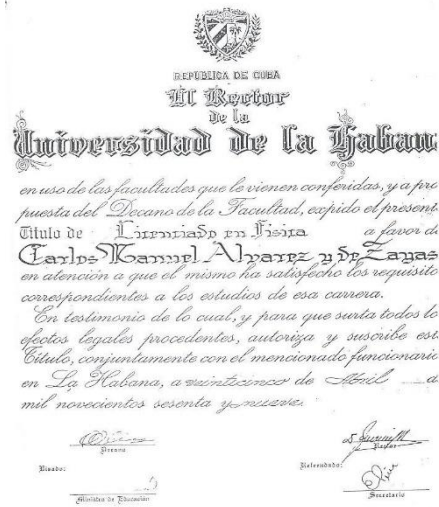 REPÚBLICA DE CUBA
El Rector
de la
Universidad de la Haban
en uso de las facultades que le vienen conferidas, y a pro
puesta del Decano de la Facultad, expido el present
Título de Licenciado en Física a favor d
Carlos Manuel Alvarez y de Zayas
en atención a que el mismo ha satisfecho los requisito
correspondientes a los estudios de esa carrera.
En testimonio de lo cual, y para que surta todos lo
efectos legales procedentes, autoriza y suscribe est
Título, conjuntamente con el mencionado funcionario
en La Habana, a veinticinco de Abril d
mil novecientos sesenta y nueve.
Decano
Rector
Visado:
Refrendado:
Ministro de Educación
Secretario